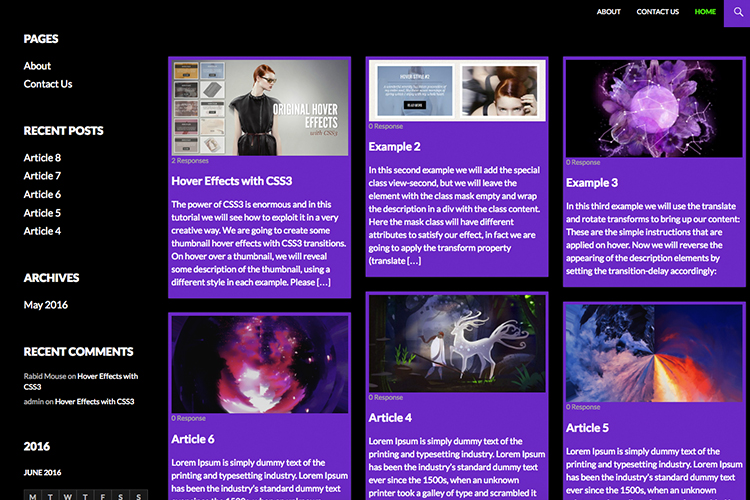 ABOUT CONTACT US HOME
PAGES
About
Contact Us
RECENT POSTS
Article 8
Article 7
Article 6
Article 5
Article 4
ARCHIVES
May 2016
RECENT COMMENTS
Rabid Mouse on Hover Effects with
CSS3
admin on Hover Effects with CSS3
2016
JUNE 2016
M T W T F S S
ORIGINAL HOVER
EFFECTS
with CSS3
2 Responses
Hover Effects with CSS3
The power of CSS3 is enormous and in this
tutorial we will see how to exploit it in a very
creative way. We are going to create some
thumbnail hover effects with CSS3 transitions.
On hover over a thumbnail, we will reveal
some description of the thumbnail, using a
different style in each example. Please […]
0 Response
Article 6
Lorem Ipsum is simply dummy text of the
printing and typesetting industry. Lorem Ipsum
has been the industry's standard dummy text
HOVER STYLE #2
READ MORE
0 Response
Example 2
In this second example we will add the special
class view-second, but we will leave the
element with the class mask empty and wrap
the description in a div with the class content.
Here the mask class will have different
attributes to satisfy our effect, in fact we are
going to apply the transform property
(translate […]
0 Response
Article 4
Lorem Ipsum is simply dummy text of the
printing and typesetting industry. Lorem Ipsum
has been the industry's standard dummy text
ever since the 1500s, when an unknown
printer took a galley of type and scrambled it
0 Response
Example 3
In this third example we will use the translate
and rotate transforms to bring up our content:
These are the simple instructions that are
applied on hover. Now we will reverse the
appearing of the description elements by
setting the transition-delay accordingly:
0 Response
Article 5
Lorem Ipsum is simply dummy text of the
printing and typesetting industry. Lorem Ipsum
has been the industry's standard dummy text
ever since the 1500s, when an unknown